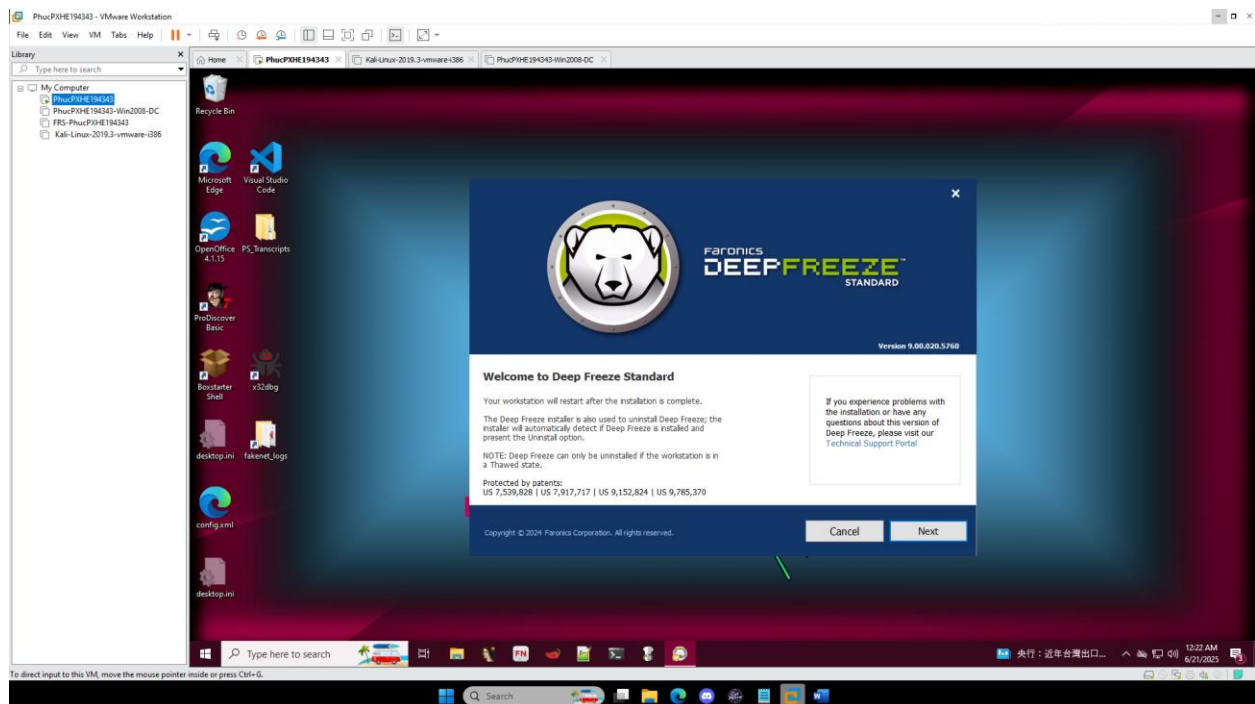 PhucPXHE194343 - VMware Workstation
File Edit View VM Tabs Help
Library
Type here to search
My Computer
PhucPXHE194343
PhucPXHE194343-Win2008-DC
FRS-PhucPXHE194343
Kali-Linux-2019.3-vmware-i386
Home
PhucPXHE194343
Kali-Linux-2019.3-vmware-i386
PhucPXHE194343-Win2008-DC
Recycle Bin
Microsoft
Edge
Visual Studio
Code
OpenOffice
4.1.15
PS_Transcripts
ProDiscover
Basic
Boxstarter
Shell
x32dbg
desktop.ini
fakenet_logs
config.xml
desktop.ini
Faronics
DEEPFREEZE™
STANDARD
Version 9.00.020.5760
Welcome to Deep Freeze Standard
Your workstation will restart after the installation is complete.
The Deep Freeze installer is also used to uninstall Deep Freeze; the
installer will automatically detect if Deep Freeze is installed and
present the Uninstall option.
NOTE: Deep Freeze can only be uninstalled if the workstation is in
a Thawed state.
Protected by patents:
US 7,539,828 | US 7,917,717 | US 9,152,824 | US 9,785,370
If you experience problems with
the installation or have any
questions about this version of
Deep Freeze, please visit our
Technical Support Portal
Copyright © 2024 Faronics Corporation. All rights reserved.
Cancel
Next
Type here to search
FN
央行：近年台灣出口...
12:22 AM
6/21/2025
To direct input to this VM, move the mouse pointer inside or press Ctrl+G.
Search